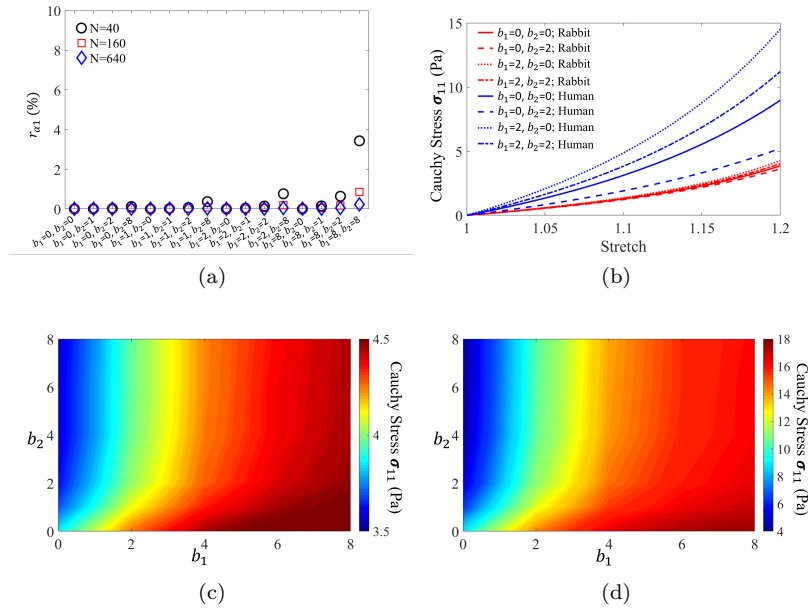 10
8
6
4
2
0
r_{α1} (%)
N=40
N=160
N=640
b₁=0, b₂=0
b₁=0, b₂=1
b₁=0, b₂=2
b₁=0, b₂=8
b₁=1, b₂=0
b₁=1, b₂=1
b₁=1, b₂=2
b₁=1, b₂=8
b₁=2, b₂=0
b₁=2, b₂=1
b₁=2, b₂=2
b₁=2, b₂=8
b₁=8, b₂=0
b₁=8, b₂=1
b₁=8, b₂=2
b₁=8, b₂=8
(a)
15
10
5
0
Cauchy Stress σ₁₁ (Pa)
b₁=0, b₂=0; Rabbit
b₁=0, b₂=2; Rabbit
b₁=2, b₂=0; Rabbit
b₁=2, b₂=2; Rabbit
b₁=0, b₂=0; Human
b₁=0, b₂=2; Human
b₁=2, b₂=0; Human
b₁=2, b₂=2; Human
1 1.05 1.1 1.15 1.2
Stretch
(b)
8
6
4
2
0
b₂
0 2 4 6 8
b₁
4.5
4
3.5
Cauchy Stress σ₁₁ (Pa)
(c)
8
6
4
2
0
b₂
0 2 4 6 8
b₁
18
16
14
12
10
8
6
4
Cauchy Stress σ₁₁ (Pa)
(d)